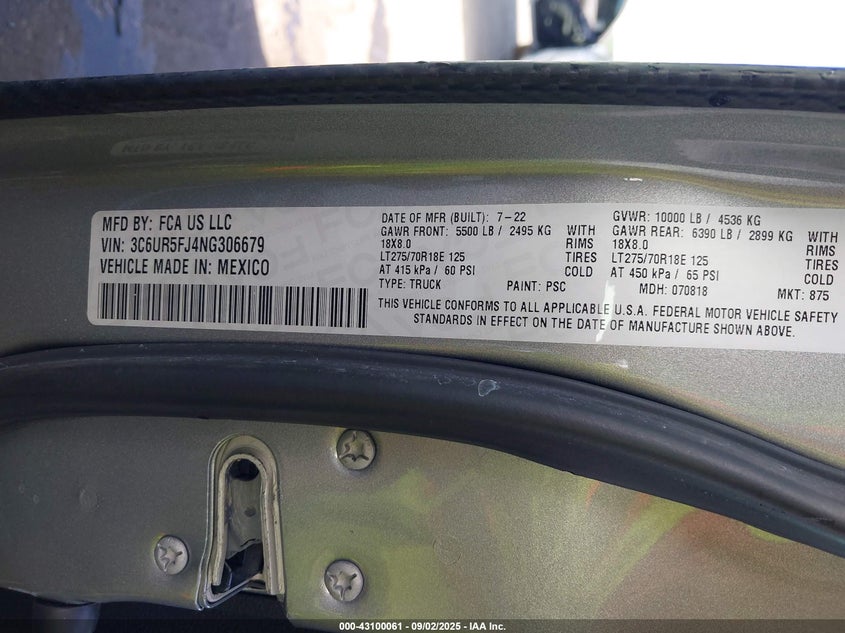 MFD BY: FCA US LLC
VIN: 3C6UR5FJ4NG306679
VEHICLE MADE IN: MEXICO
DATE OF MFR (BUILT): 7-22
GAWR FRONT: 5500 LB / 2495 KG WITH
18X8.0 RIMS
LT275/70R18E 125 TIRES
AT 415 kPa / 60 PSI COLD
TYPE: TRUCK PAINT: PSC
GVWR: 10000 LB / 4536 KG
GAWR REAR: 6390 LB / 2899 KG WITH
18X8.0 RIMS
LT275/70R18E 125 TIRES
AT 450 kPa / 65 PSI COLD
MDH: 070818 MKT: 875
THIS VEHICLE CONFORMS TO ALL APPLICABLE U.S.A. FEDERAL MOTOR VEHICLE SAFETY
STANDARDS IN EFFECT ON THE DATE OF MANUFACTURE SHOWN ABOVE.
000-43100061 - 09/02/2025 - IAA Inc.